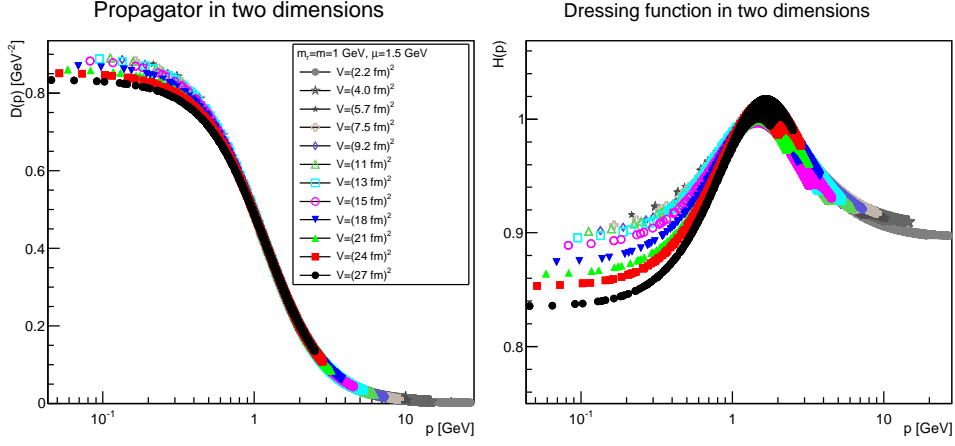 Propagator in two dimensions
D(p) [GeV⁻²]
0.8
0.6
0.4
0.2
0
10⁻¹
1
10
p [GeV]
mᵣ=m=1 GeV, μ=1.5 GeV
V=(2.2 fm)²
V=(4.0 fm)²
V=(5.7 fm)²
V=(7.5 fm)²
V=(9.2 fm)²
V=(11 fm)²
V=(13 fm)²
V=(15 fm)²
V=(18 fm)²
V=(21 fm)²
V=(24 fm)²
V=(27 fm)²
Dressing function in two dimensions
H(p)
1
0.9
0.8
10⁻¹
1
10
p [GeV]